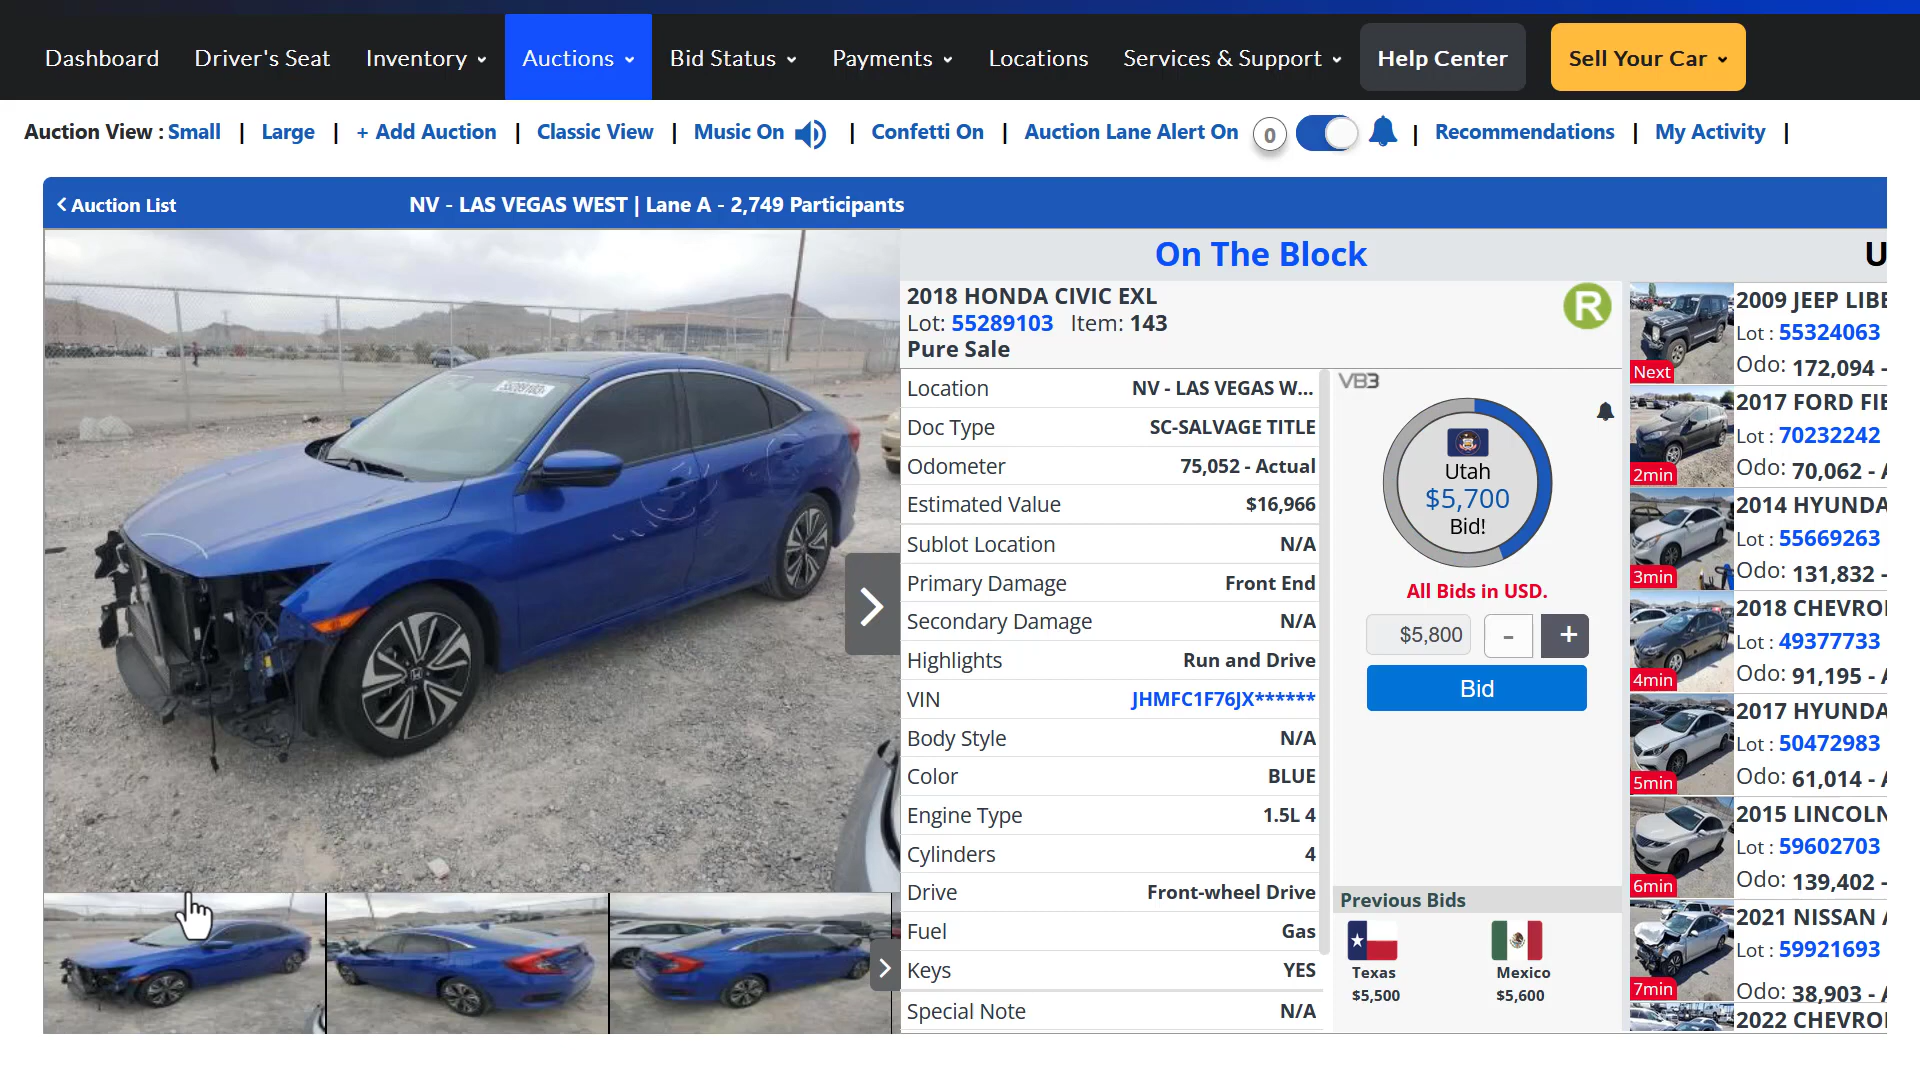 Dashboard Driver's Seat Inventory Auctions Bid Status Payments Locations Services & Support Help Center Sell Your Car
Auction View : Small | Large | + Add Auction | Classic View | Music On | Confetti On | Auction Lane Alert On 0 | Recommendations | My Activity |
Auction List
NV - LAS VEGAS WEST | Lane A - 2,749 Participants
On The Block
2018 HONDA CIVIC EXL
Lot: 55289103 Item: 143
Pure Sale
R
Location NV - LAS VEGAS W...
Doc Type SC-SALVAGE TITLE
Odometer 75,052 - Actual
Estimated Value $16,966
Sublot Location N/A
Primary Damage Front End
Secondary Damage N/A
Highlights Run and Drive
VIN JHMFC1F76JX******
Body Style N/A
Color BLUE
Engine Type 1.5L 4
Cylinders 4
Drive Front-wheel Drive
Fuel Gas
Keys YES
Special Note N/A
VB3
Utah
$5,700
Bid!
All Bids in USD.
$5,800 - +
Bid
Previous Bids
Texas
$5,500
Mexico
$5,600
U
2009 JEEP LIBE
Lot : 55324063
Odo: 172,094 -
Next
2017 FORD FIE
Lot : 70232242
Odo: 70,062 - A
2min
2014 HYUNDA
Lot : 55669263
Odo: 131,832 -
3min
2018 CHEVROL
Lot : 49377733
Odo: 91,195 - A
4min
2017 HYUNDA
Lot : 50472983
Odo: 61,014 - A
5min
2015 LINCOLN
Lot : 59602703
Odo: 139,402 -
6min
2021 NISSAN A
Lot : 59921693
Odo: 38,903 - A
7min
2022 CHEVROL
55289103